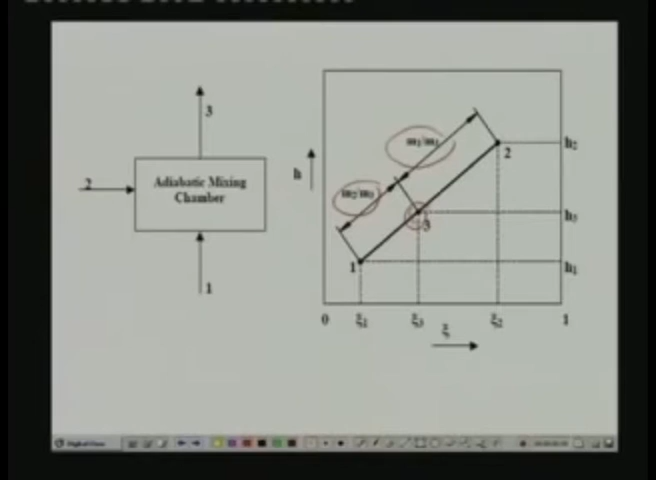 3
2
Adiabatic Mixing
Chamber
1
h
m₁/m₃
m₂/m₃
2
3
1
h₂
h₃
h₁
0
ξ₁
ξ₃
ξ
ξ₂
1